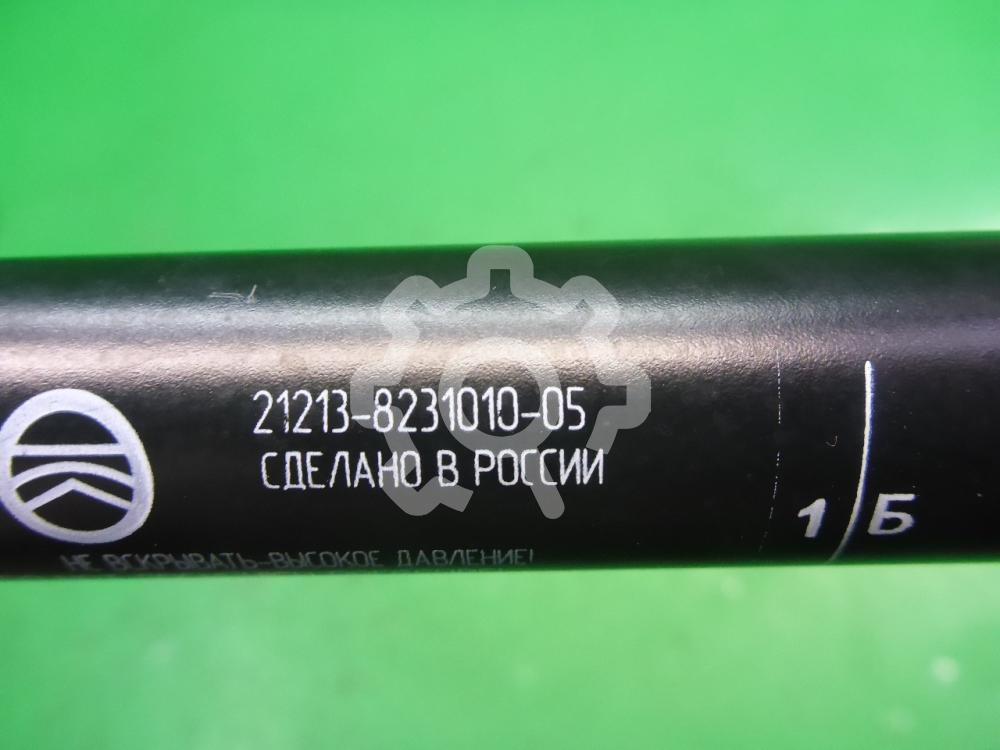 21213-8231010-05
СДЕЛАНО В РОССИИ
1 Б
НЕ ВСКРЫВАТЬ-ВЫСОКОЕ ДАВЛЕНИЕ!